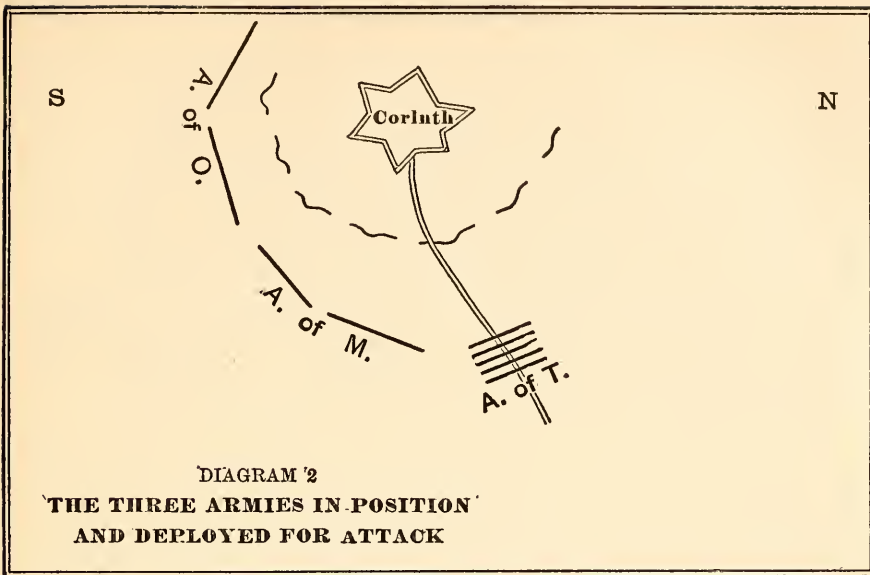 S
N
Corinth
A. of O.
A. of M.
A. of T.
DIAGRAM 2
THE THREE ARMIES IN POSITION
AND DEPLOYED FOR ATTACK